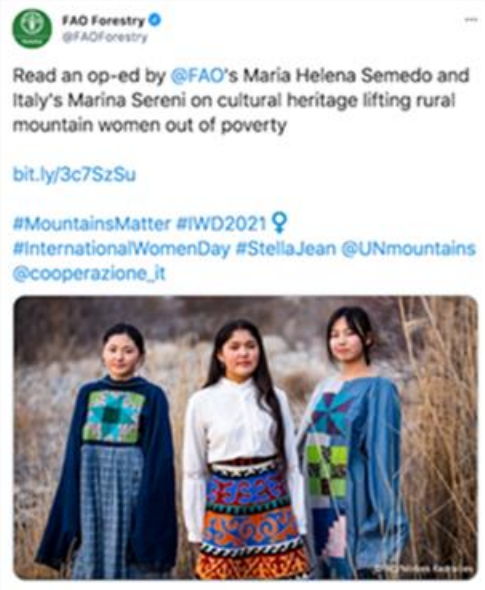 FAO Forestry
@FAOForestry
Read an op-ed by @FAO's Maria Helena Semedo and
Italy's Marina Sereni on cultural heritage lifting rural
mountain women out of poverty
bit.ly/3c7SzSu
#MountainsMatter #IWD2021
#InternationalWomenDay #StellaJean @UNmountains
@cooperazione_it